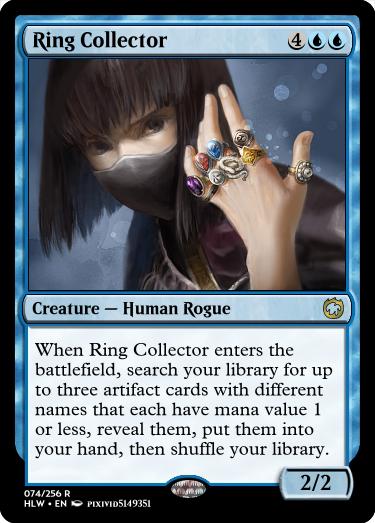 Ring Collector 4
Creature — Human Rogue
When Ring Collector enters the
battlefield, search your library for up
to three artifact cards with different
names that each have mana value 1
or less, reveal them, put them into
your hand, then shuffle your library.
2/2
074/256 R
HLW • EN PIXIVID5149351